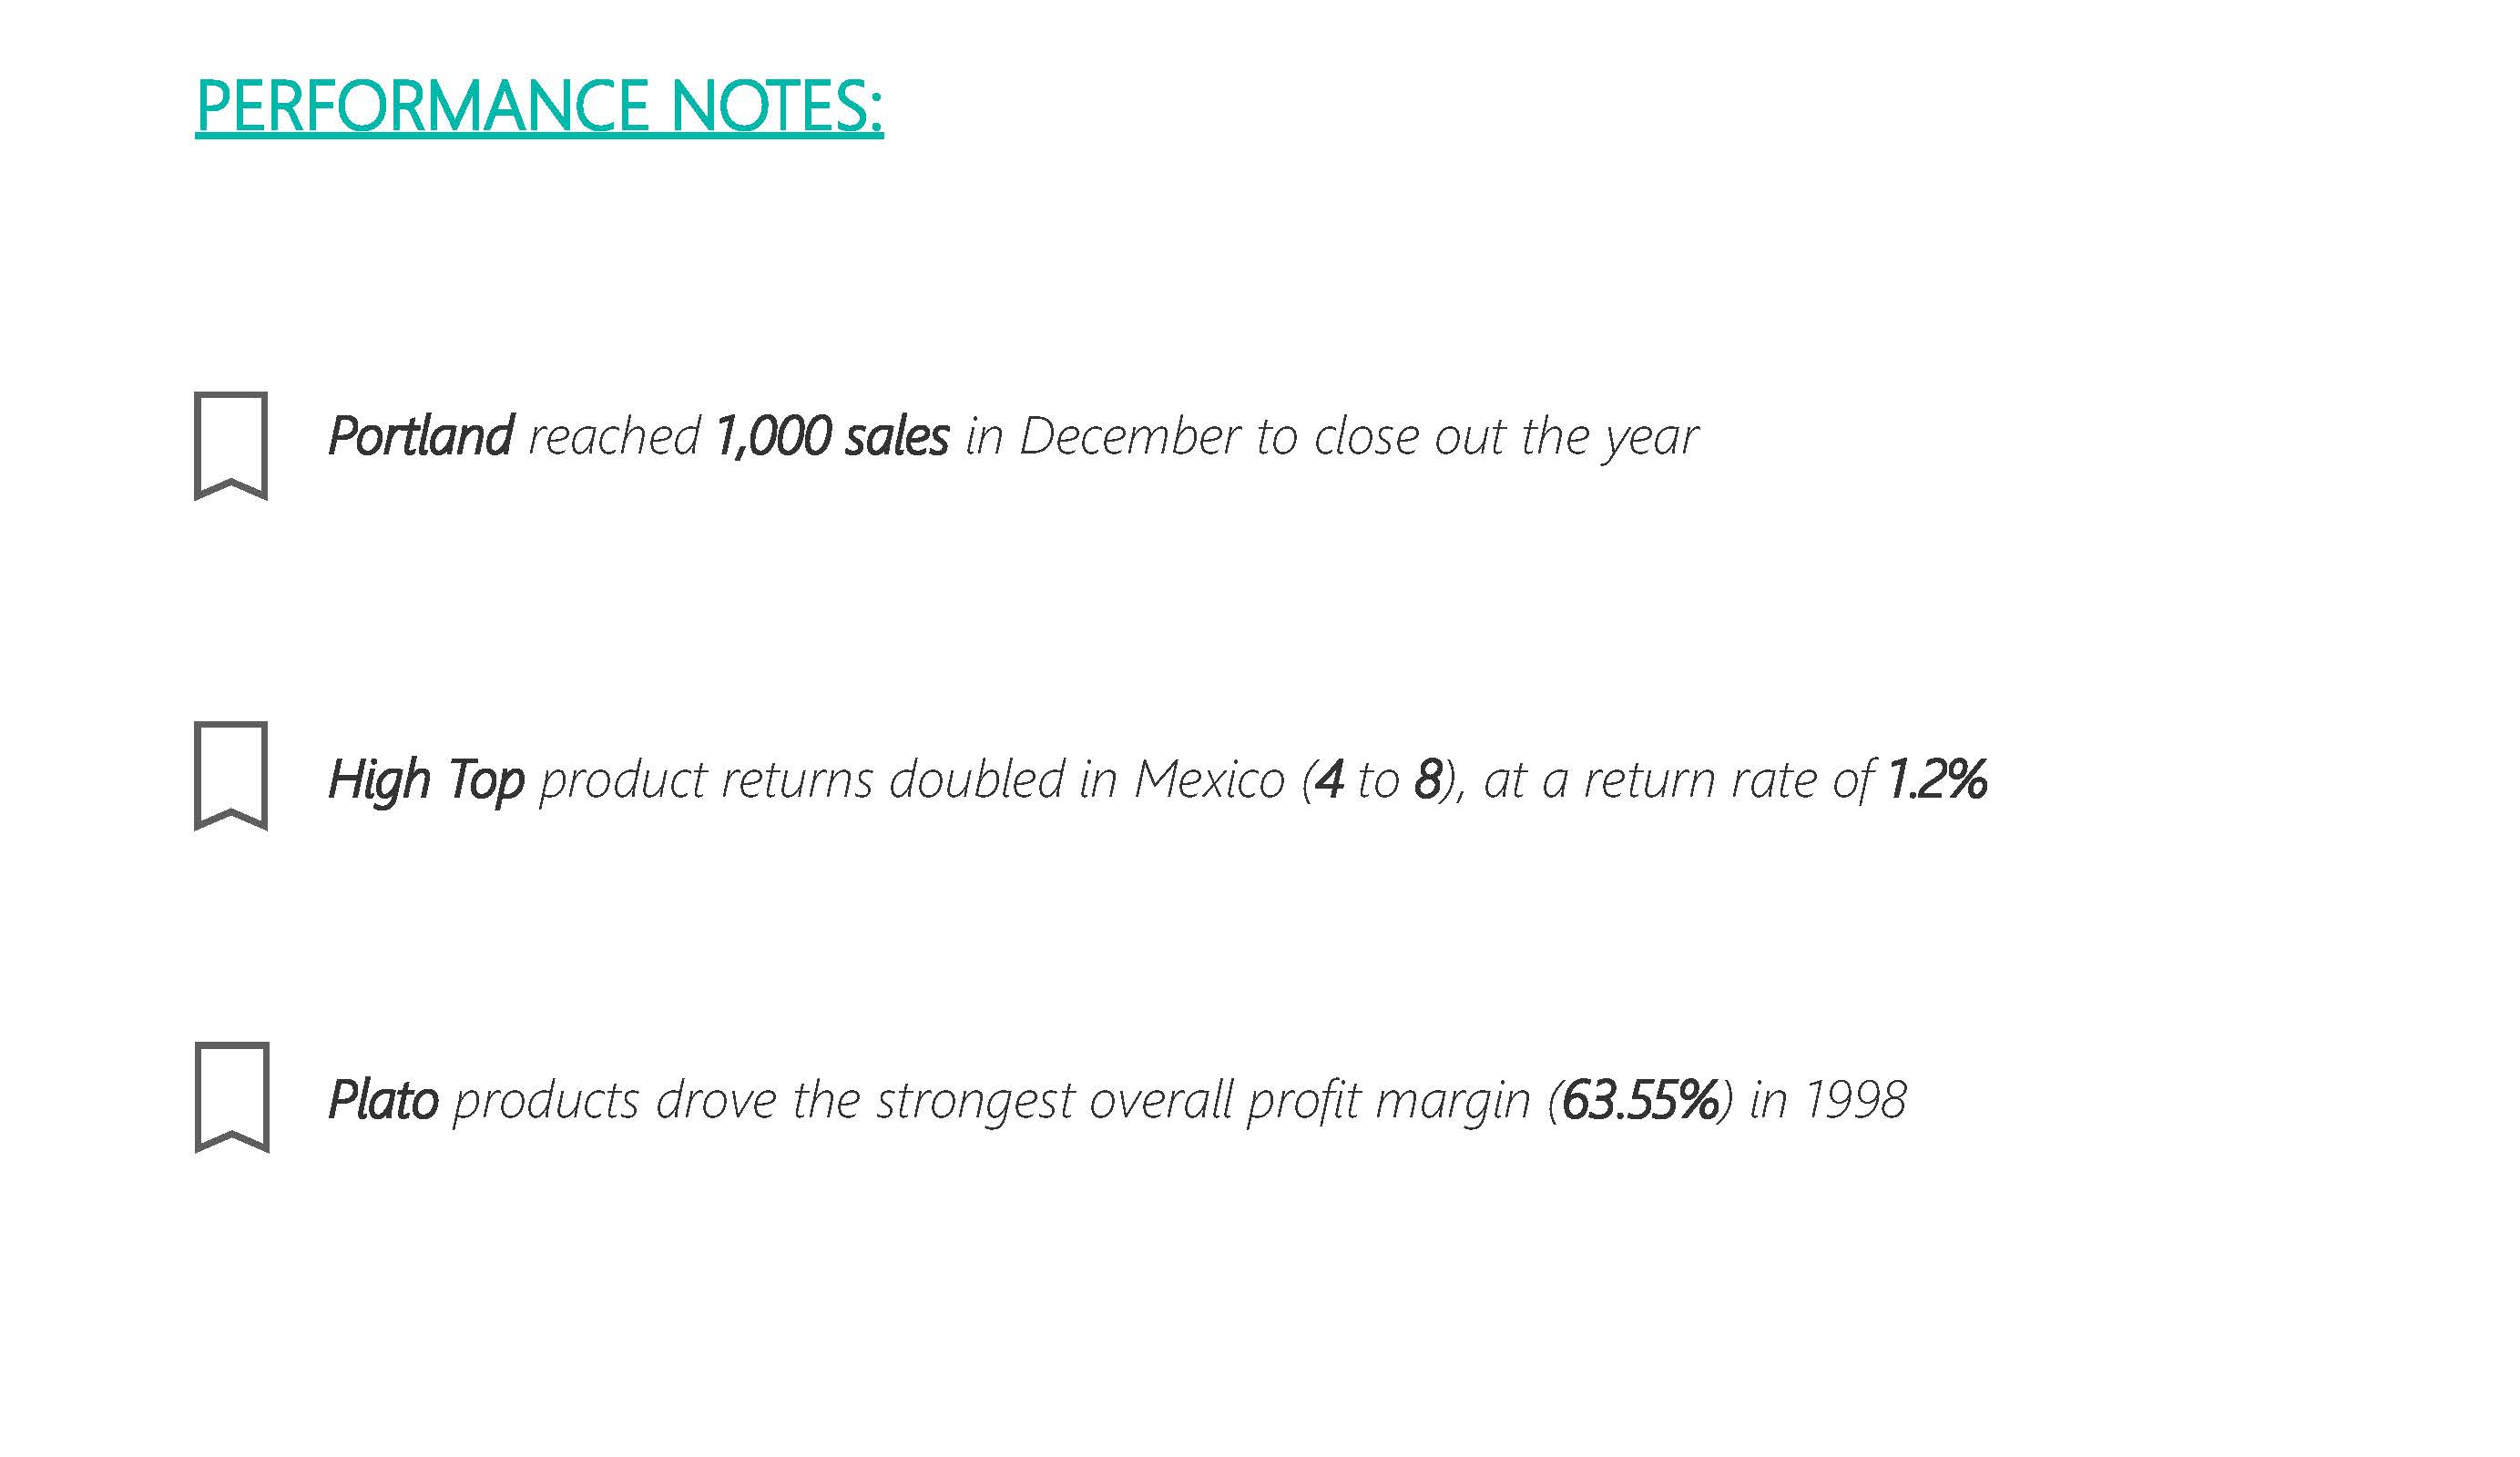 PERFORMANCE NOTES:
Portland reached 1,000 sales in December to close out the year
High Top product returns doubled in Mexico (4 to 8), at a return rate of 1.2%
Plato products drove the strongest overall profit margin (63.55%) in 1998